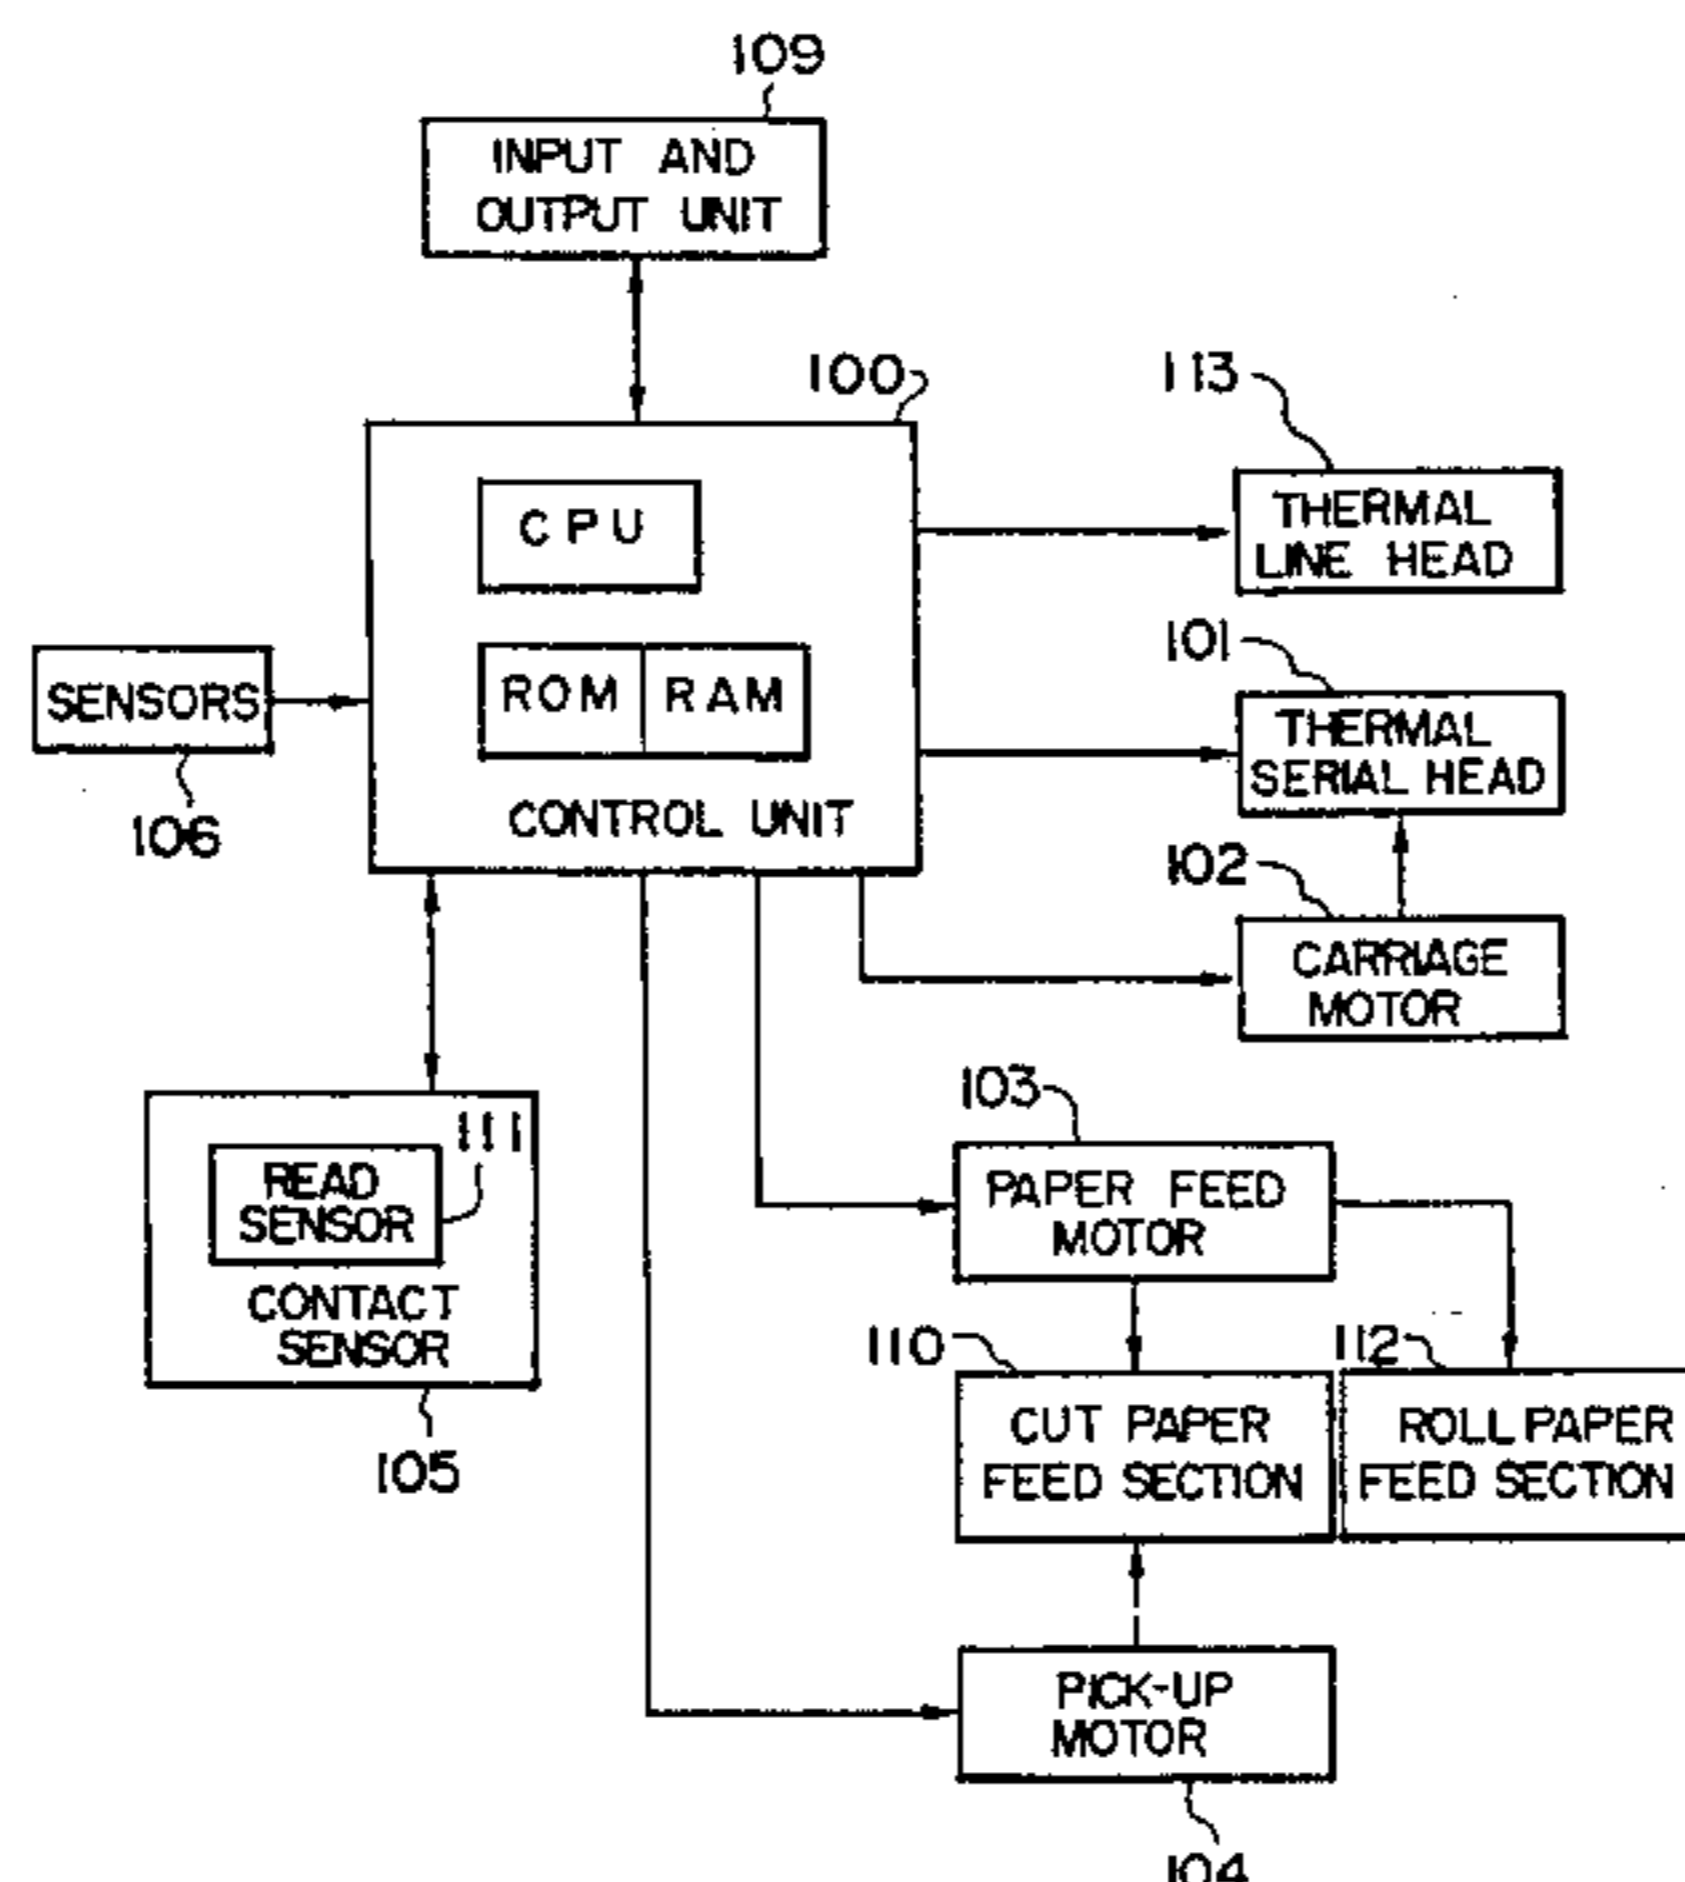 109
INPUT AND
OUTPUT UNIT
100
CPU
ROM RAM
CONTROL UNIT
SENSORS
106
113
THERMAL
LINE HEAD
101
THERMAL
SERIAL HEAD
102
CARRIAGE
MOTOR
111
READ
SENSOR
CONTACT
SENSOR
105
103
PAPER FEED
MOTOR
110
CUT PAPER
FEED SECTION
112
ROLL PAPER
FEED SECTION
PICK-UP
MOTOR
104